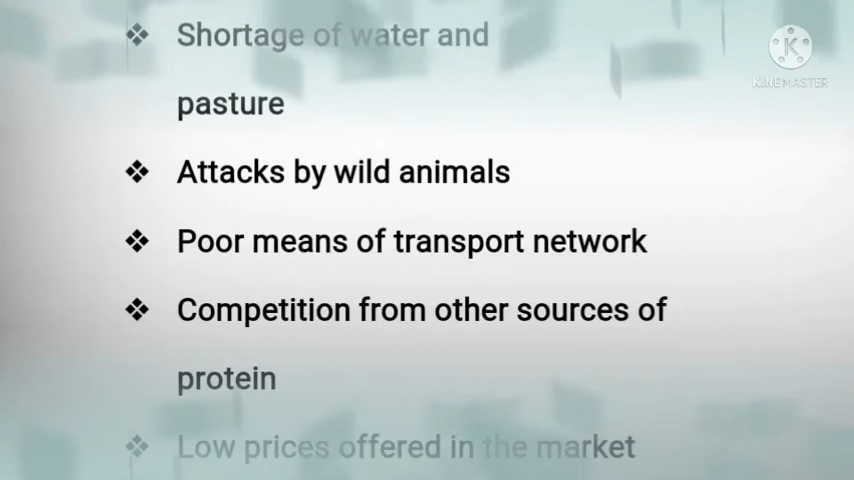 ❖ Shortage of water and
pasture
❖ Attacks by wild animals
❖ Poor means of transport network
❖ Competition from other sources of
protein
❖ Low prices offered in the market
K
KINEMASTER